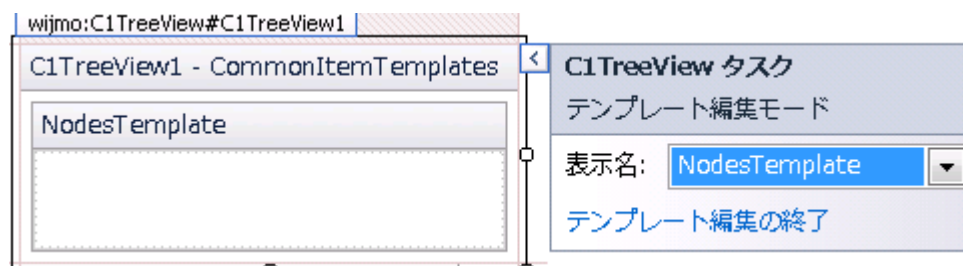 wijmo:C1TreeView#C1TreeView1
C1TreeView1 - CommonItemTemplates
NodesTemplate
C1TreeView タスク
テンプレート編集モード
表示名: NodesTemplate
テンプレート編集の終了